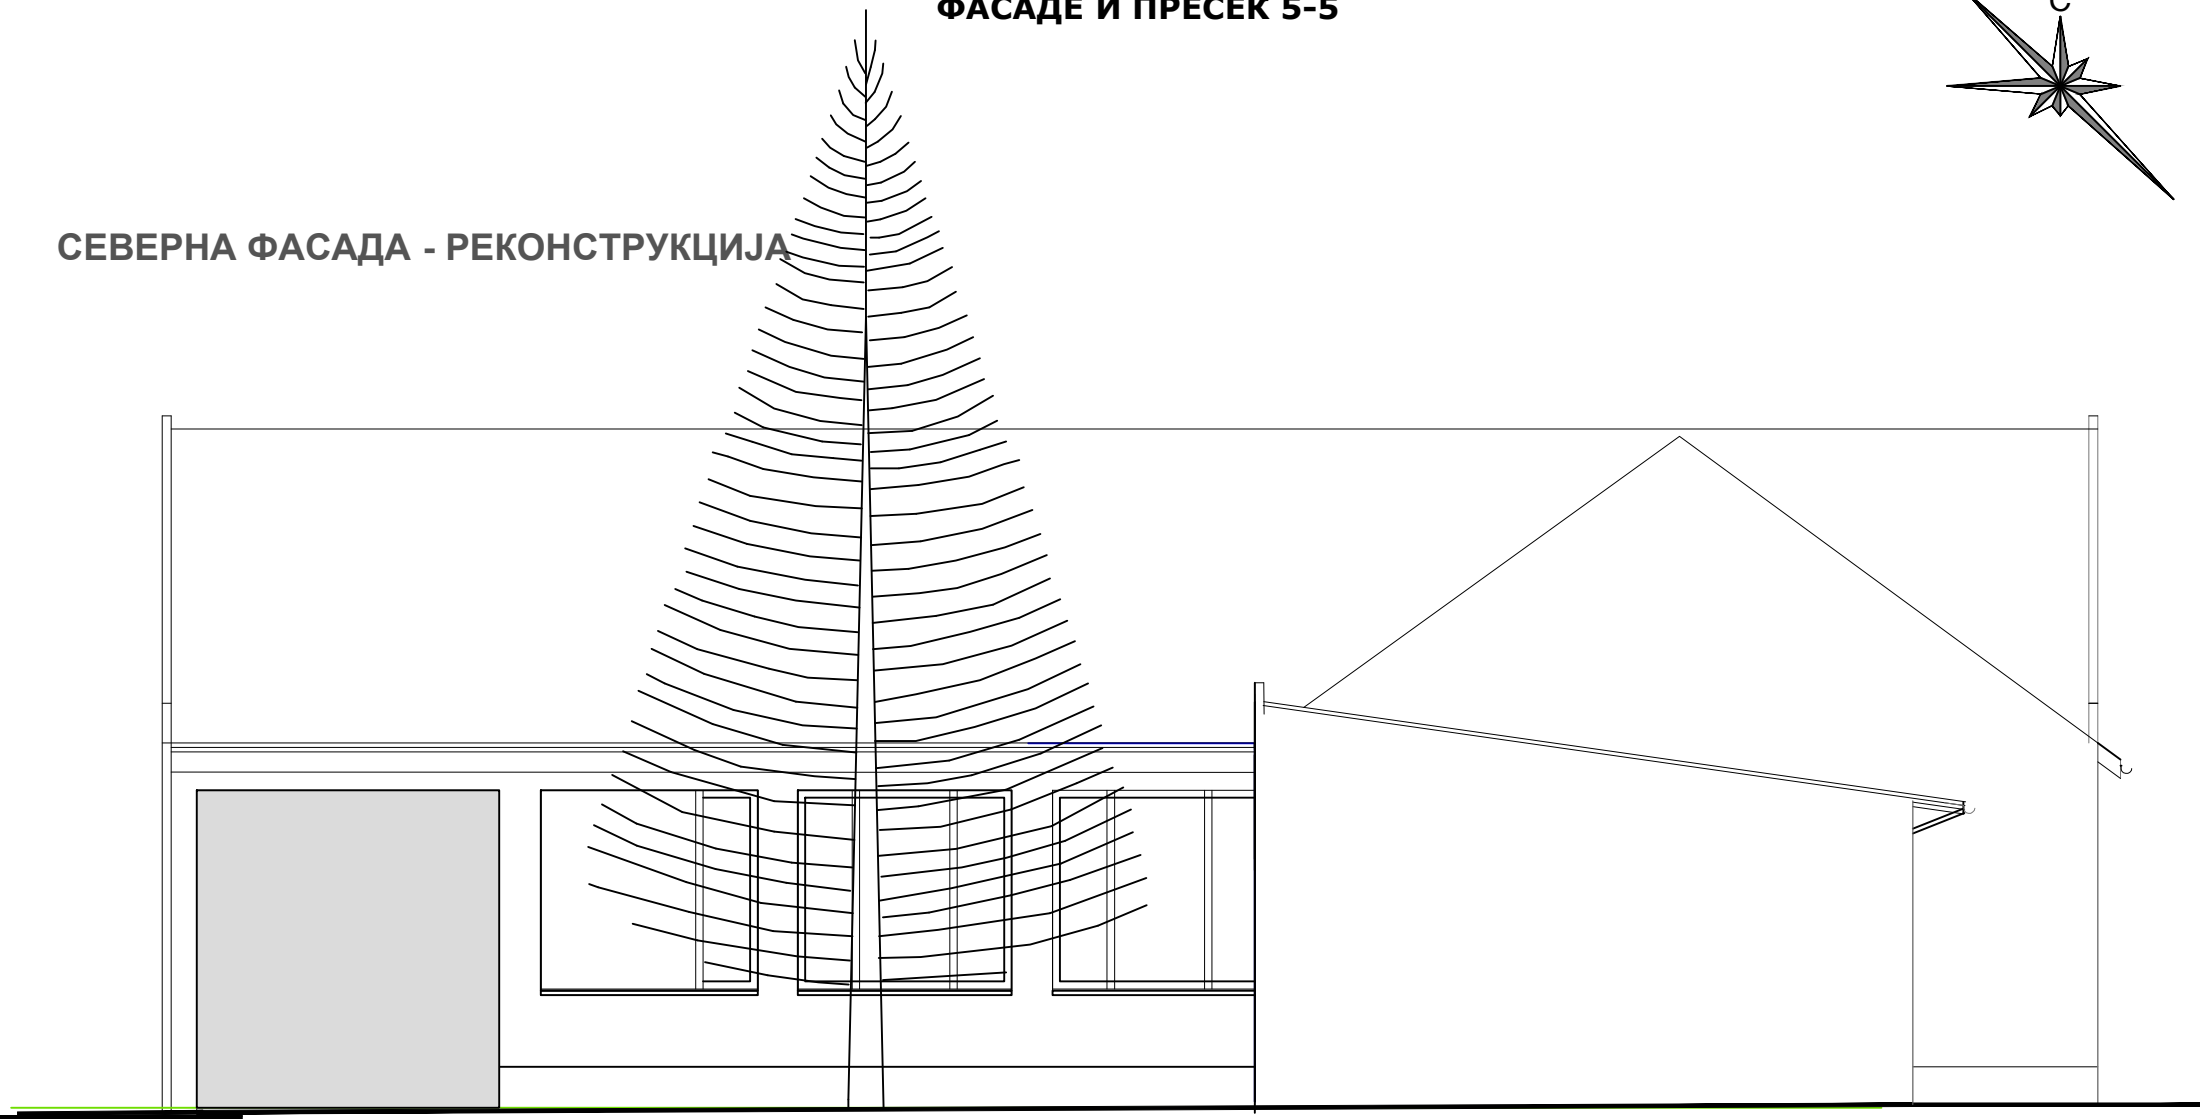 ФАСАДЕ И ПРЕСЕК 5-5
С
СЕВЕРНА ФАСАДА - РЕКОНСТРУКЦИЈА